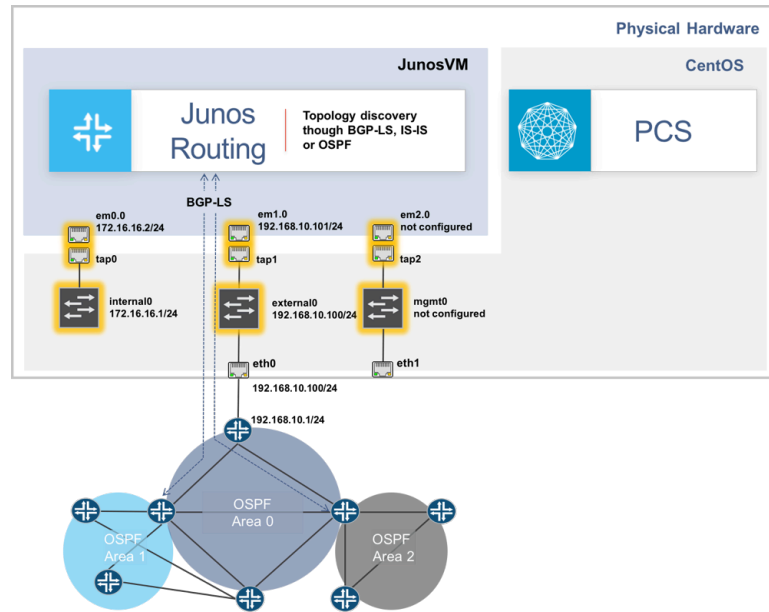 Physical Hardware
JunosVM
CentOS
Junos
Routing
Topology discovery
though BGP-LS, IS-IS
or OSPF
PCS
BGP-LS
em0.0
172.16.16.2/24
em1.0
192.168.10.101/24
em2.0
not configured
tap0
tap1
tap2
internal0
172.16.16.1/24
external0
192.168.10.100/24
mgmt0
not configured
eth0
eth1
192.168.10.100/24
192.168.10.1/24
OSPF
Area 0
OSPF
Area 1
OSPF
Area 2